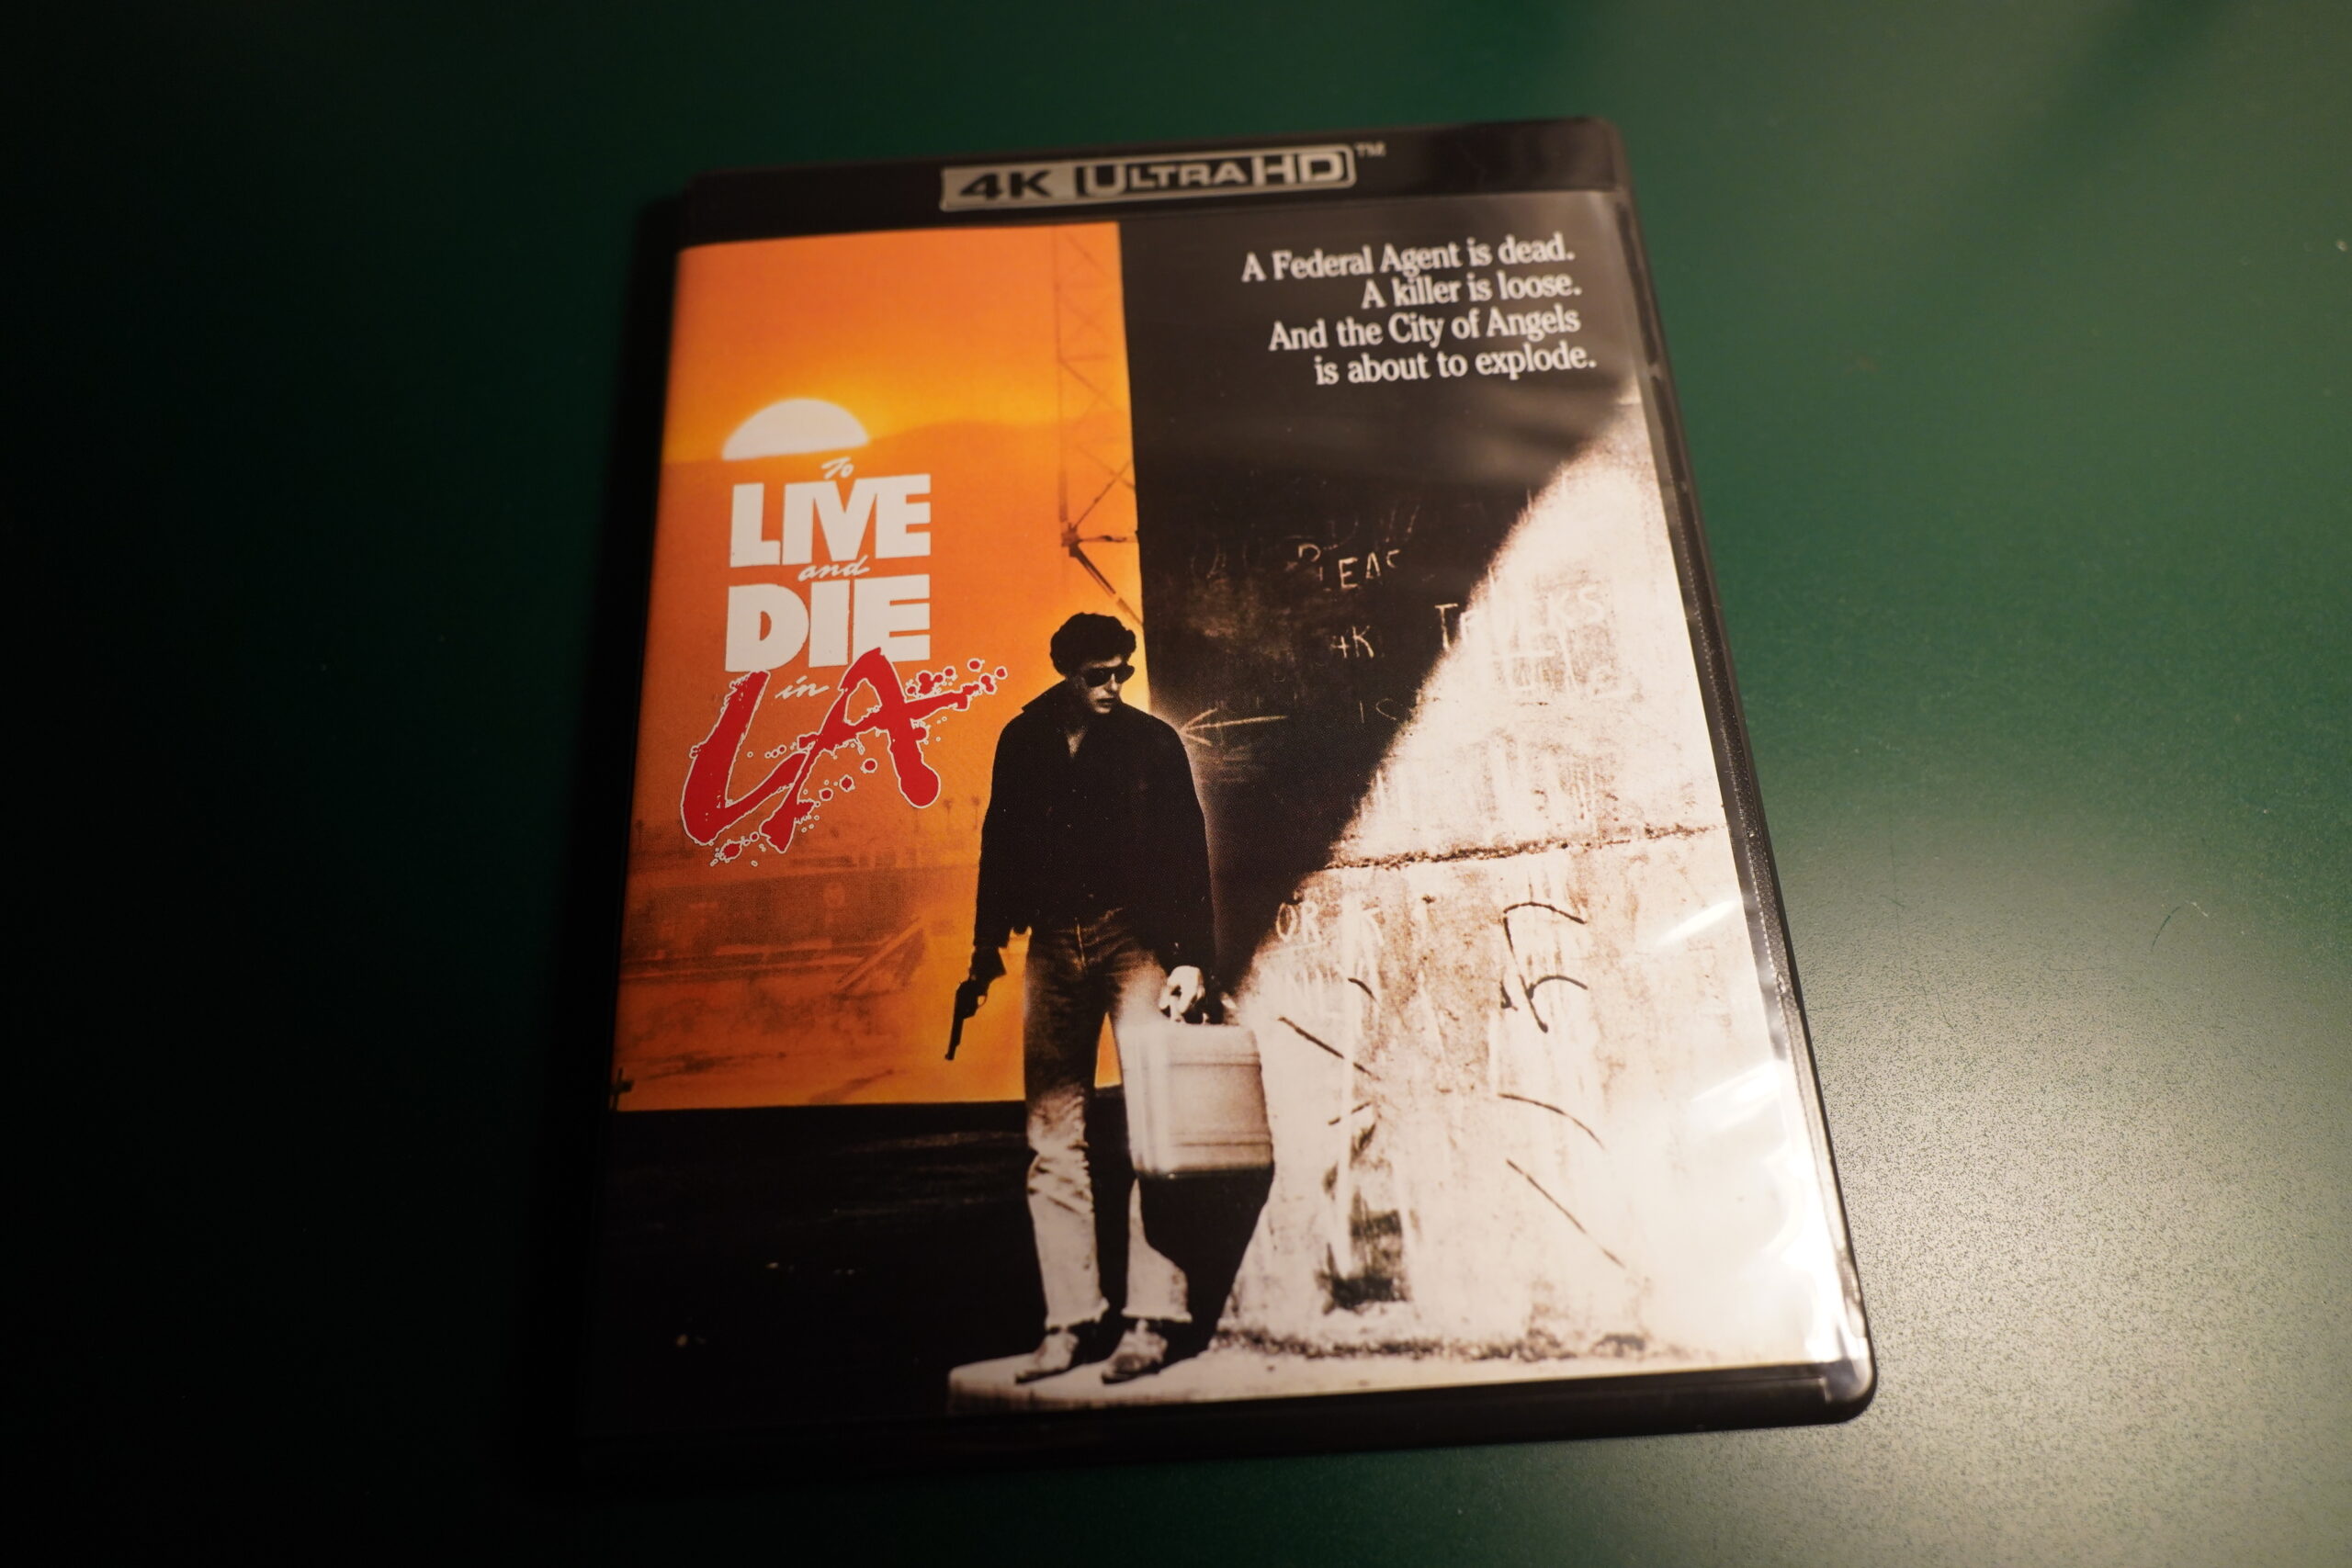 4K ULTRA HD™
A Federal Agent is dead.
A killer is loose.
And the City of Angels
is about to explode.
To
LIVE
and
DIE
in
LA